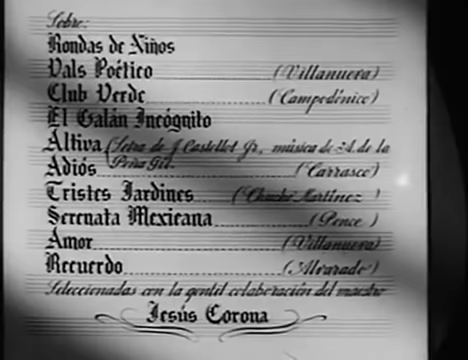 Sobre:
Rondas de Niños
Vals Poético (Villanueva)
Club Verde (Campodónico)
El Galán Incógnito
Altiva (Letra de J. Castellot Jr., música de A. de la
Peña Gil.
Adiós (Carrasco)
Tristes Jardines (Chucho Martínez)
Serenata Mexicana (Ponce)
Amor (Villanueva)
Recuerdo (Alvarado)
Seleccionadas con la gentil colaboración del maestro
Jesús Corona